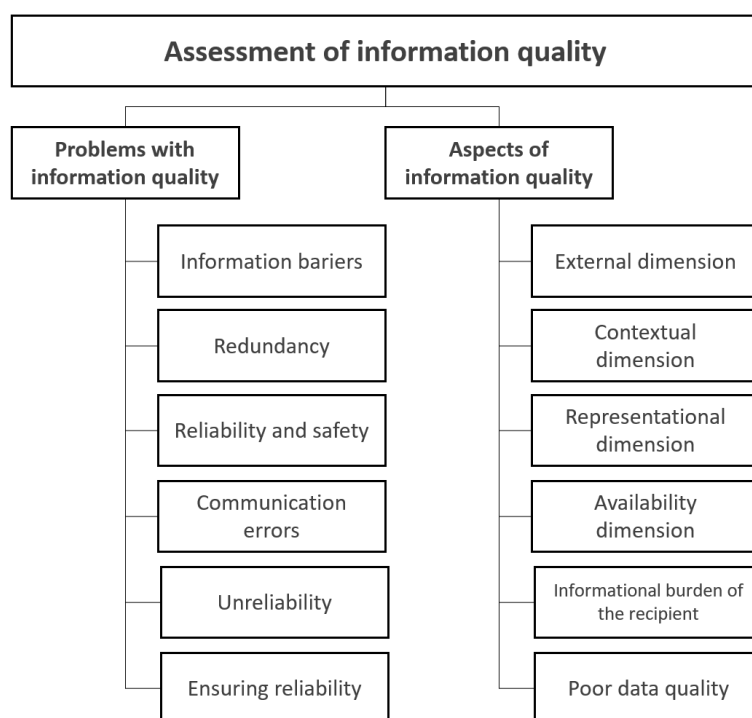 Assessment of information quality
Problems with
information quality
Information bariers
Redundancy
Reliability and safety
Communication
errors
Unreliability
Ensuring reliability
Aspects of
information quality
External dimension
Contextual
dimension
Representational
dimension
Availability
dimension
Informational burden of
the recipient
Poor data quality